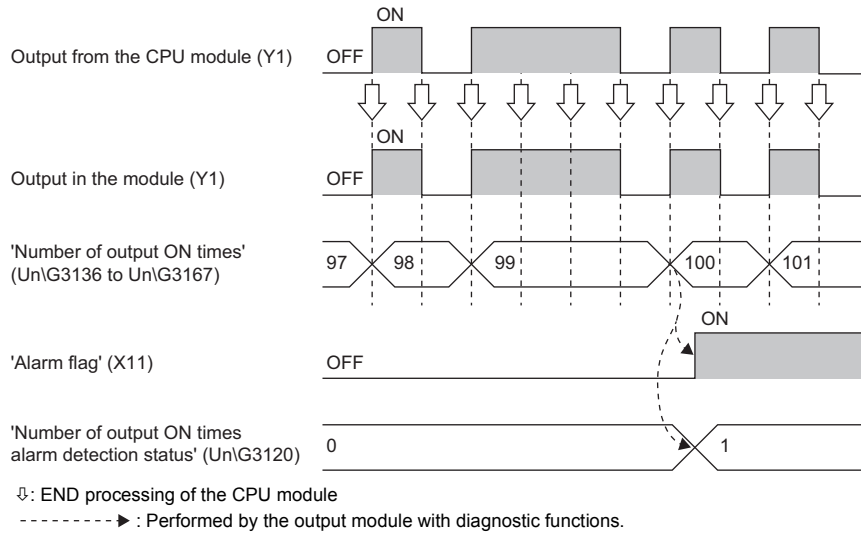 ON
Output from the CPU module (Y1) OFF
ON
Output in the module (Y1) OFF
'Number of output ON times'
(Un\G3136 to Un\G3167)
97 98 99 100 101
ON
'Alarm flag' (X11) OFF
'Number of output ON times
alarm detection status' (Un\G3120)
0 1
⇩: END processing of the CPU module
: Performed by the output module with diagnostic functions.